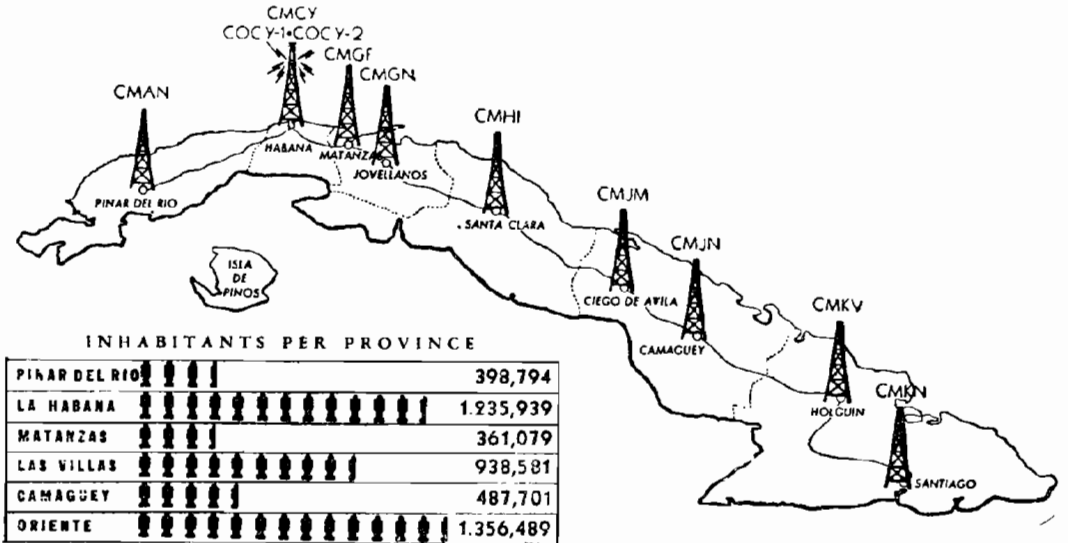 CMCY
COCY-1•COCY-2
CMGF
CMGN
CMAN
CMHI
HABANA
MATANZAS
JOVELLANOS
CMJM
PINAR DEL RIO
SANTA CLARA
CMJN
ISLA
DE
PINOS
CIEGO DE AVILA
CMKV
CAMAGUEY
CMKN
HOLGUIN
SANTIAGO
INHABITANTS PER PROVINCE
PINAR DEL RIO 398,794
LA HABANA 1.235,939
MATANZAS 361,079
LAS VILLAS 938,581
CAMAGUEY 487,701
ORIENTE 1.356,489